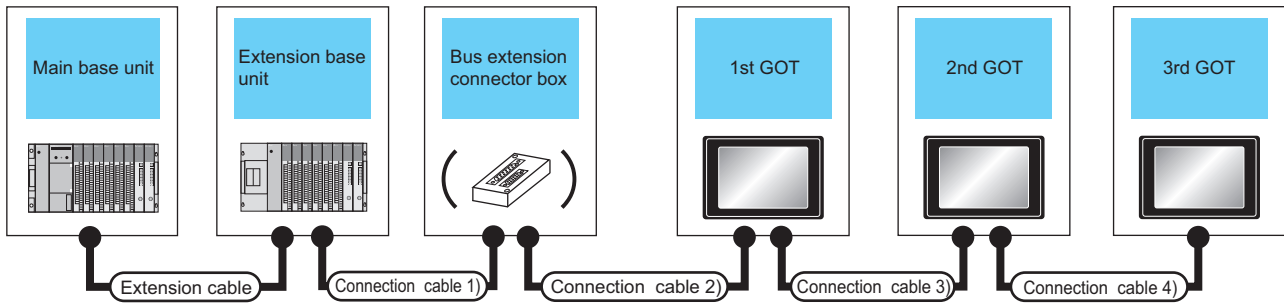 Main base unit
Extension base
unit
Bus extension
connector box
1st GOT
2nd GOT
3rd GOT
Extension cable
Connection cable 1)
Connection cable 2)
Connection cable 3)
Connection cable 4)